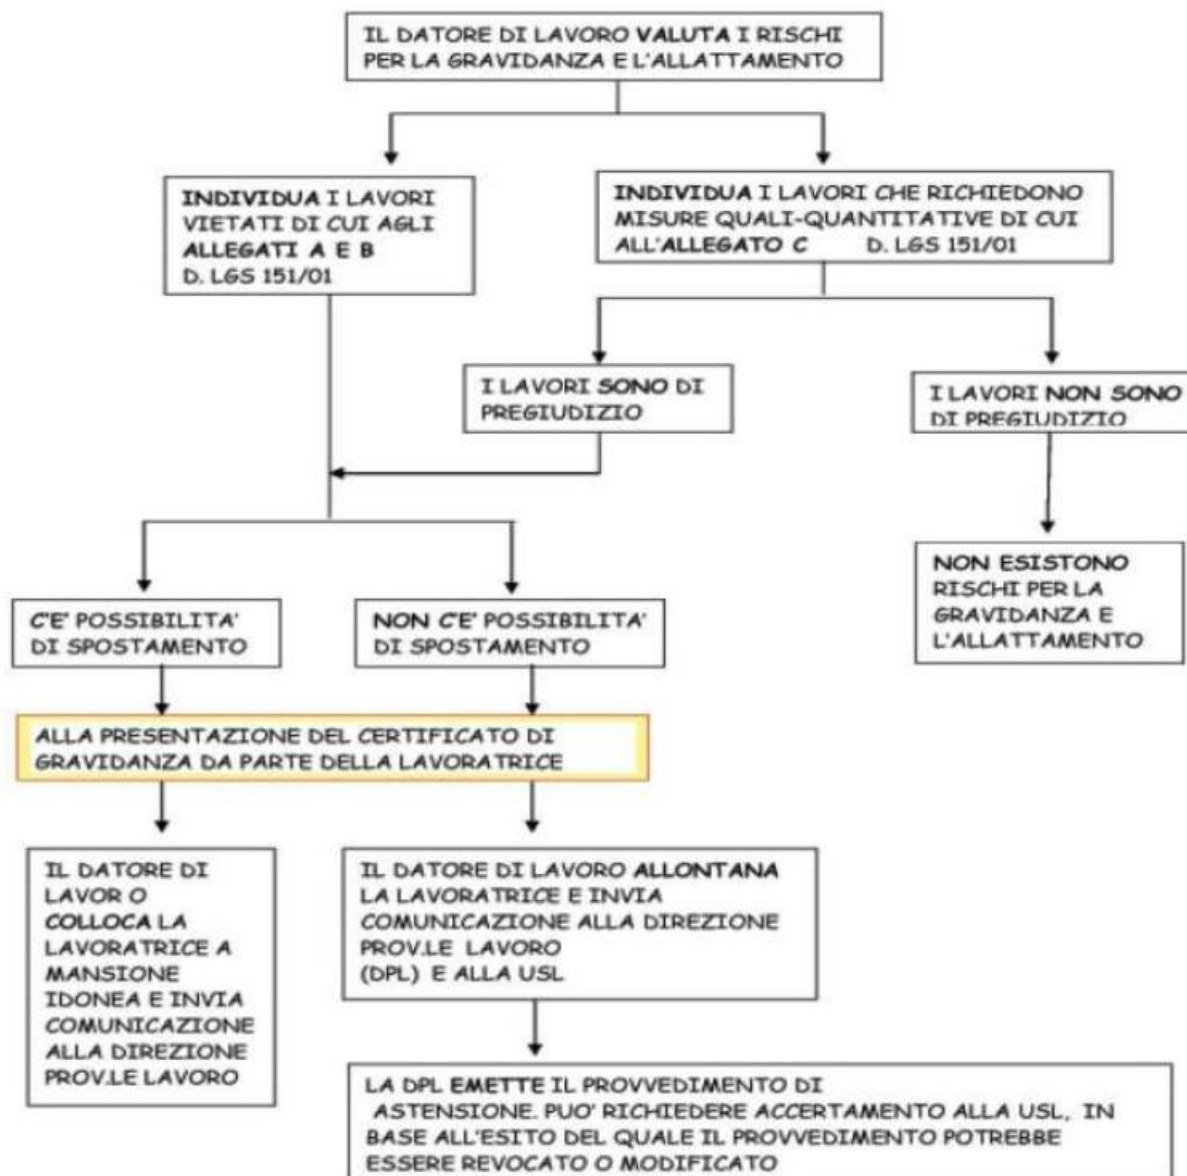 IL DATORE DI LAVORO VALUTA I RISCHI
PER LA GRAVIDANZA E L'ALLATTAMENTO
INDIVIDUA I LAVORI
VIETATI DI CUI AGLI
ALLEGATI A E B
D. LGS 151/01
INDIVIDUA I LAVORI CHE RICHIEDONO
MISURE QUALI-QUANTITATIVE DI CUI
ALL'ALLEGATO C D. LGS 151/01
I LAVORI SONO DI
PREGIUDIZIO
I LAVORI NON SONO
DI PREGIUDIZIO
NON ESISTONO
RISCHI PER LA
GRAVIDANZA E
L'ALLATTAMENTO
C'E' POSSIBILITA'
DI SPOSTAMENTO
NON C'E' POSSIBILITA'
DI SPOSTAMENTO
ALLA PRESENTAZIONE DEL CERTIFICATO DI
GRAVIDANZA DA PARTE DELLA LAVORATRICE
IL DATORE DI
LAVOR O
COLLOCA LA
LAVORATRICE A
MANSIONE
IDONEA E INVIA
COMUNICAZIONE
ALLA DIREZIONE
PROV.LE LAVORO
IL DATORE DI LAVORO ALLONTANA
LA LAVORATRICE E INVIA
COMUNICAZIONE ALLA DIREZIONE
PROV.LE LAVORO
(DPL) E ALLA USL
LA DPL EMETTE IL PROVVEDIMENTO DI
ASTENSIONE. PUO' RICHIEDERE ACCERTAMENTO ALLA USL, IN
BASE ALL'ESITO DEL QUALE IL PROVVEDIMENTO POTREBBE
ESSERE REVOCATO O MODIFICATO